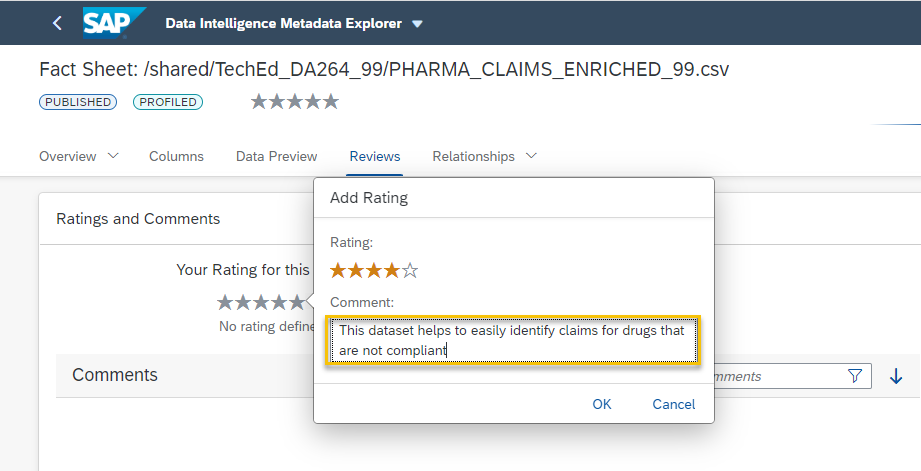 SAP Data Intelligence Metadata Explorer
Fact Sheet: /shared/TechEd_DA264_99/PHARMA_CLAIMS_ENRICHED_99.csv
PUBLISHED PROFILED
Overview Columns Data Preview Reviews Relationships
Add Rating
Ratings and Comments
Rating:
Your Rating for this
Comment:
No rating define
This dataset helps to easily identify claims for drugs that
are not compliant
Comments
OK Cancel